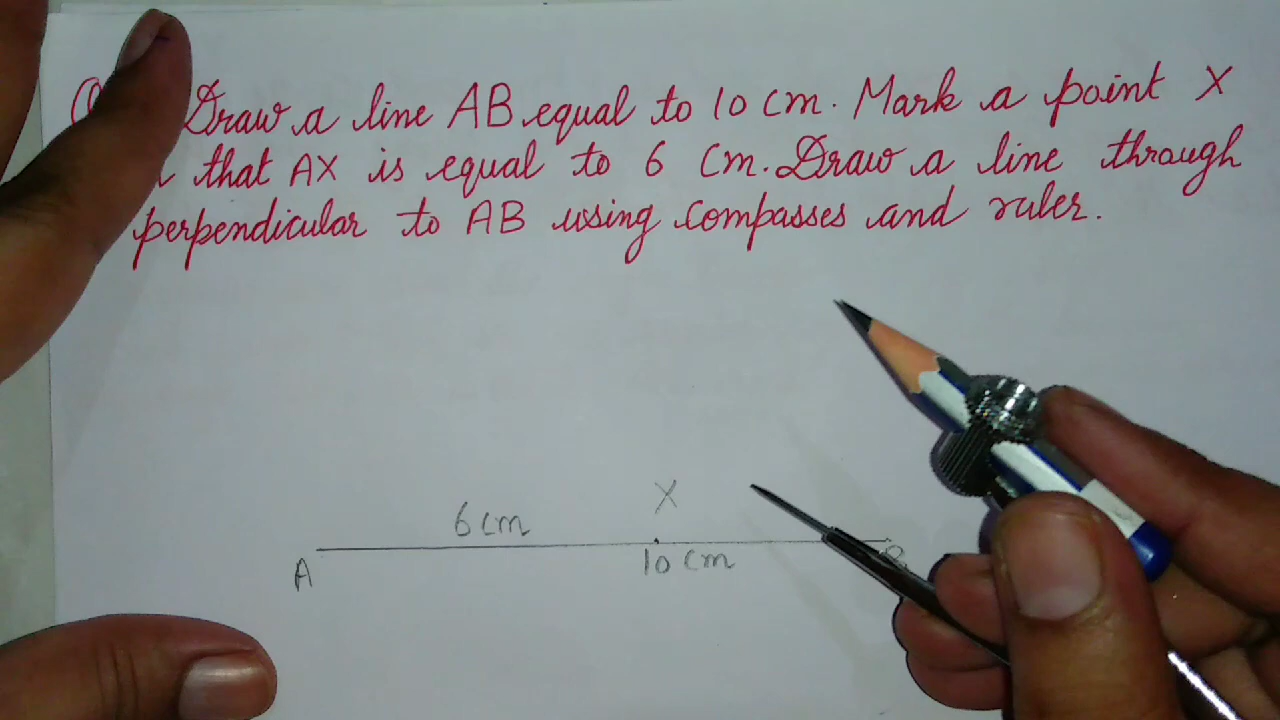 Draw a line AB equal to 10 cm. Mark a point X
that AX is equal to 6 cm. Draw a line through
perpendicular to AB using compasses and ruler.
X
6 cm
A
10 cm
B